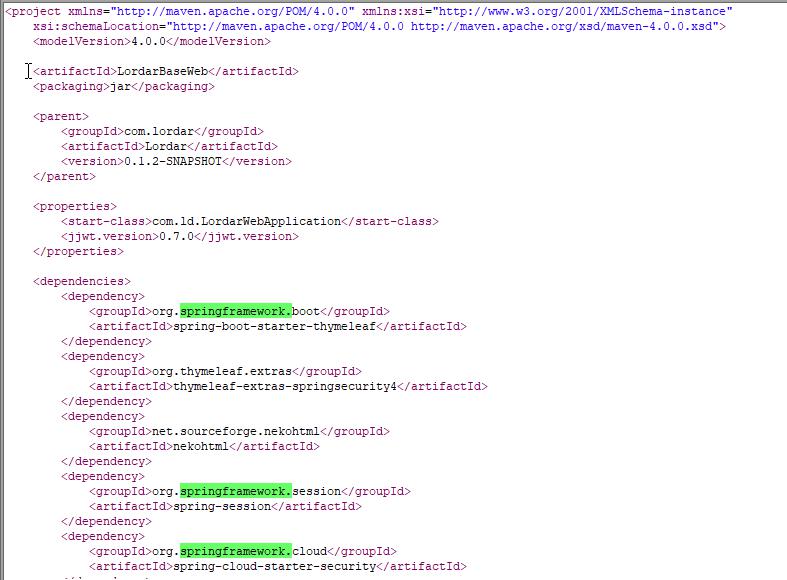 <project xmlns="http://maven.apache.org/POM/4.0.0" xmlns:xsi="http://www.w3.org/2001/XMLSchema-instance"
xsi:schemaLocation="http://maven.apache.org/POM/4.0.0 http://maven.apache.org/xsd/maven-4.0.0.xsd">
<modelVersion>4.0.0</modelVersion>
<artifactId>LordarBaseWeb</artifactId>
<packaging>jar</packaging>
<parent>
<groupId>com.lordar</groupId>
<artifactId>Lordar</artifactId>
<version>0.1.2-SNAPSHOT</version>
</parent>
<properties>
<start-class>com.ld.LordarWebApplication</start-class>
<jjwt.version>0.7.0</jjwt.version>
</properties>
<dependencies>
<dependency>
<groupId>org.springframework.boot</groupId>
<artifactId>spring-boot-starter-thymeleaf</artifactId>
</dependency>
<dependency>
<groupId>org.thymeleaf.extras</groupId>
<artifactId>thymeleaf-extras-springsecurity4</artifactId>
</dependency>
<dependency>
<groupId>net.sourceforge.nekohtml</groupId>
<artifactId>nekohtml</artifactId>
</dependency>
<dependency>
<groupId>org.springframework.session</groupId>
<artifactId>spring-session</artifactId>
</dependency>
<dependency>
<groupId>org.springframework.cloud</groupId>
<artifactId>spring-cloud-starter-security</artifactId>